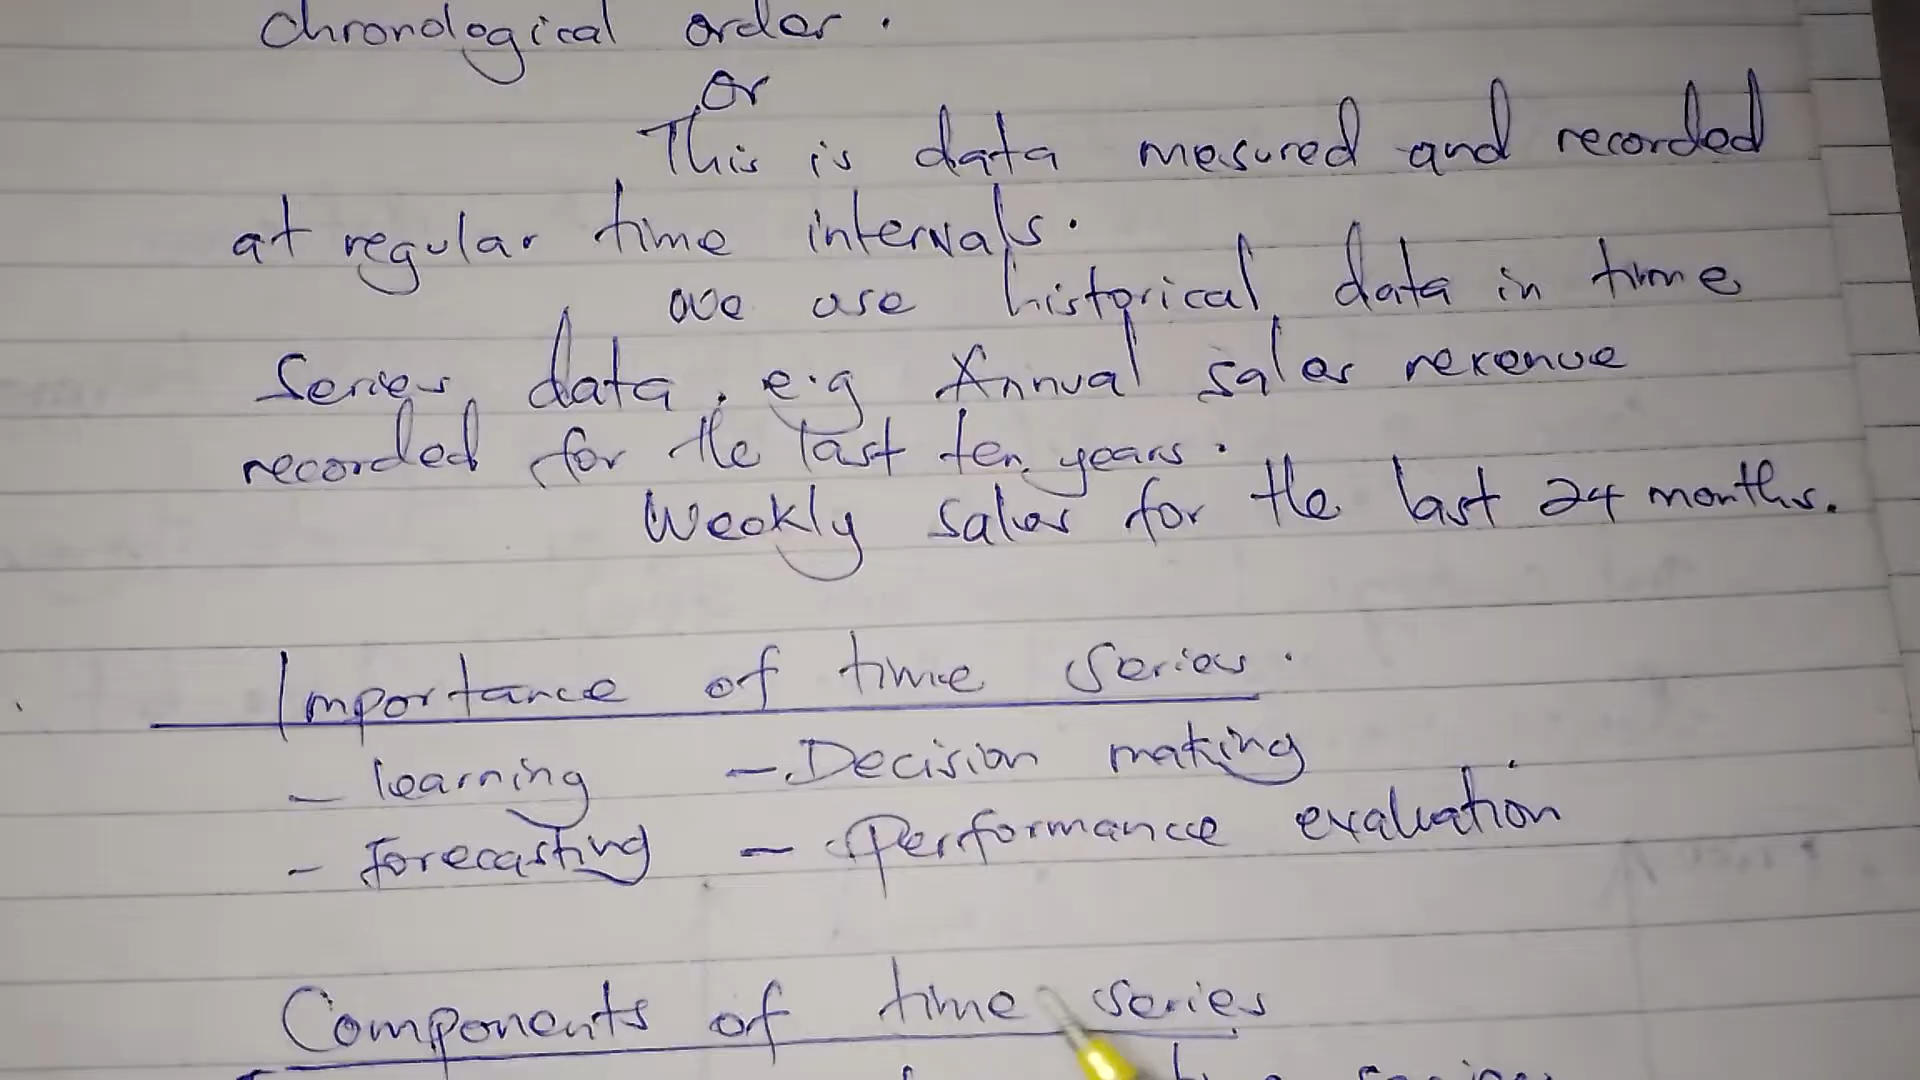 chronological order.
Or
This is data mesured and recorded
at regular time intervals.
we use historical data in time
Series data. e.g Annual sales revenue
recorded for the last ten years.
Weekly sales for the last 24 months.
Importance of time series.
- learning - Decision making
- forecasting - Performance evaluation
Components of time series